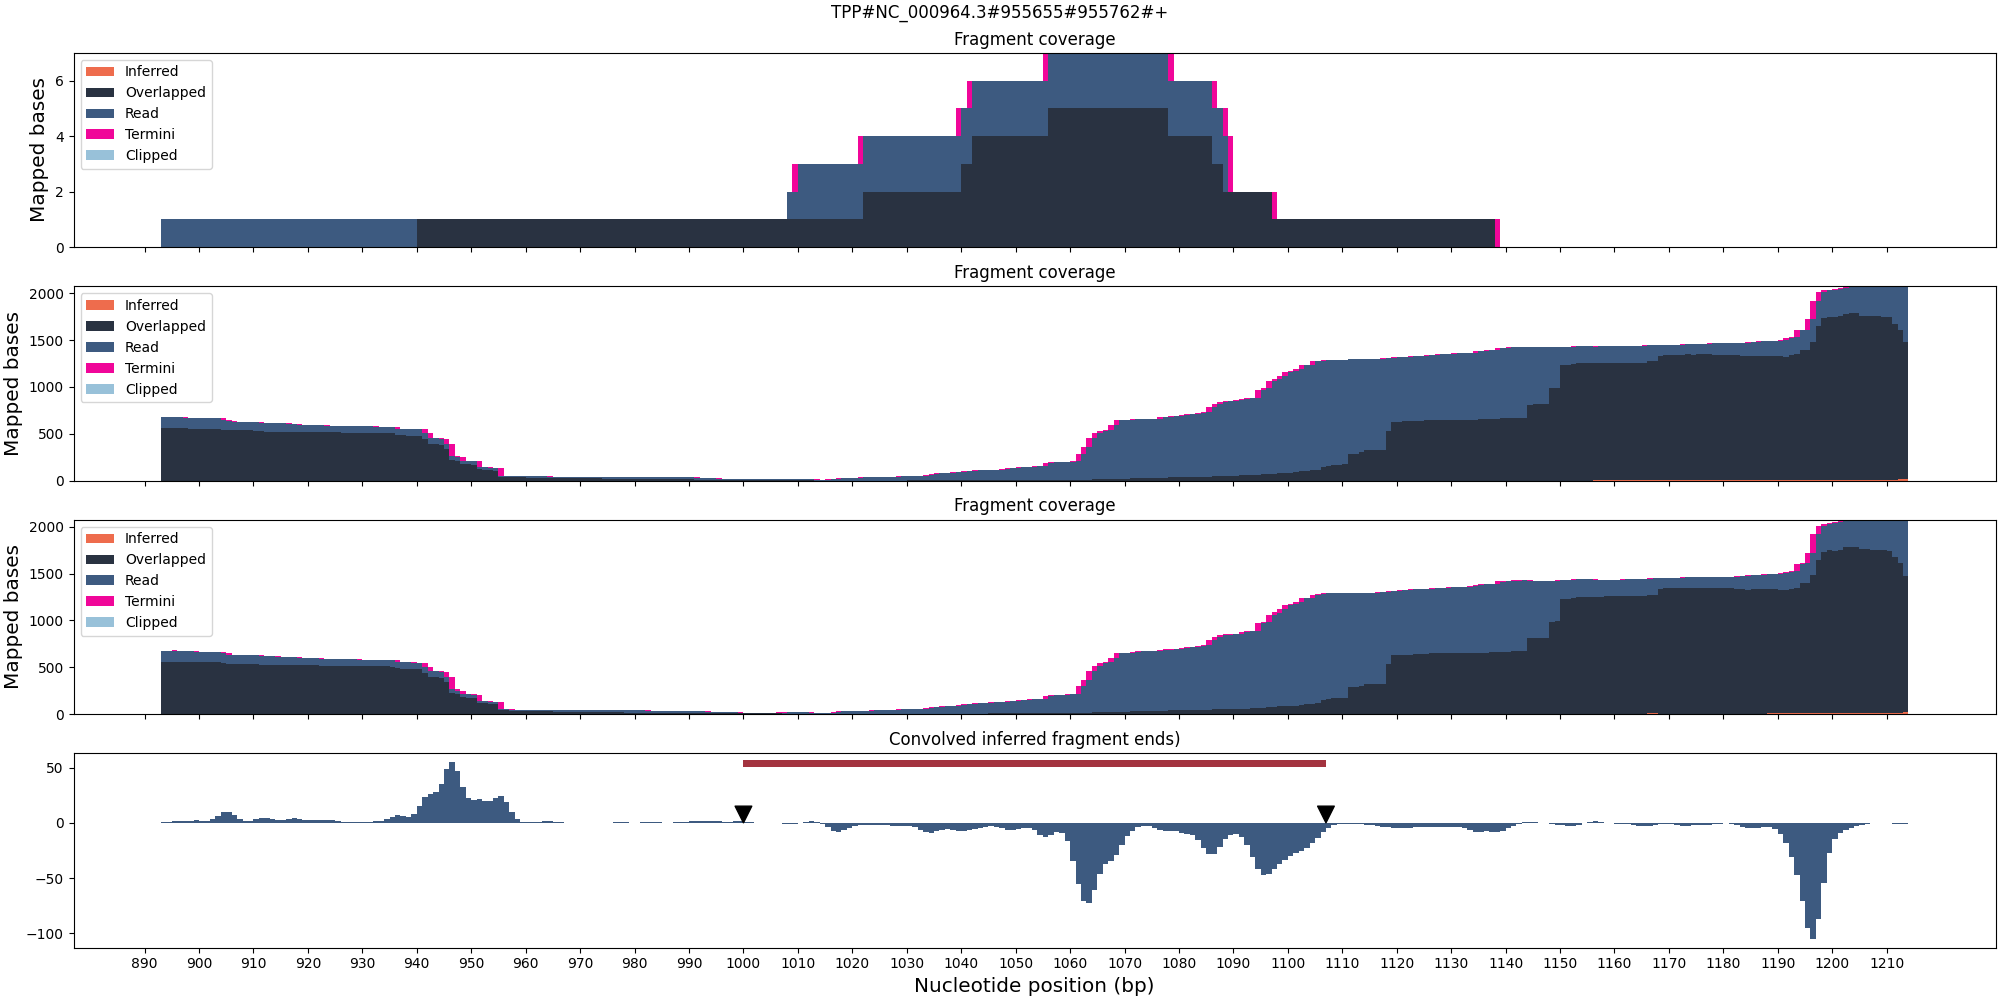 TPP#NC_000964.3#955655#955762#+
Fragment coverage
Mapped bases
6
4
2
0
Inferred
Overlapped
Read
Termini
Clipped
Fragment coverage
Mapped bases
2000
1500
1000
500
0
Inferred
Overlapped
Read
Termini
Clipped
Fragment coverage
Mapped bases
2000
1500
1000
500
0
Inferred
Overlapped
Read
Termini
Clipped
Convolved inferred fragment ends)
50
0
−50
−100
890 900 910 920 930 940 950 960 970 980 990 1000 1010 1020 1030 1040 1050 1060 1070 1080 1090 1100 1110 1120 1130 1140 1150 1160 1170 1180 1190 1200 1210
Nucleotide position (bp)